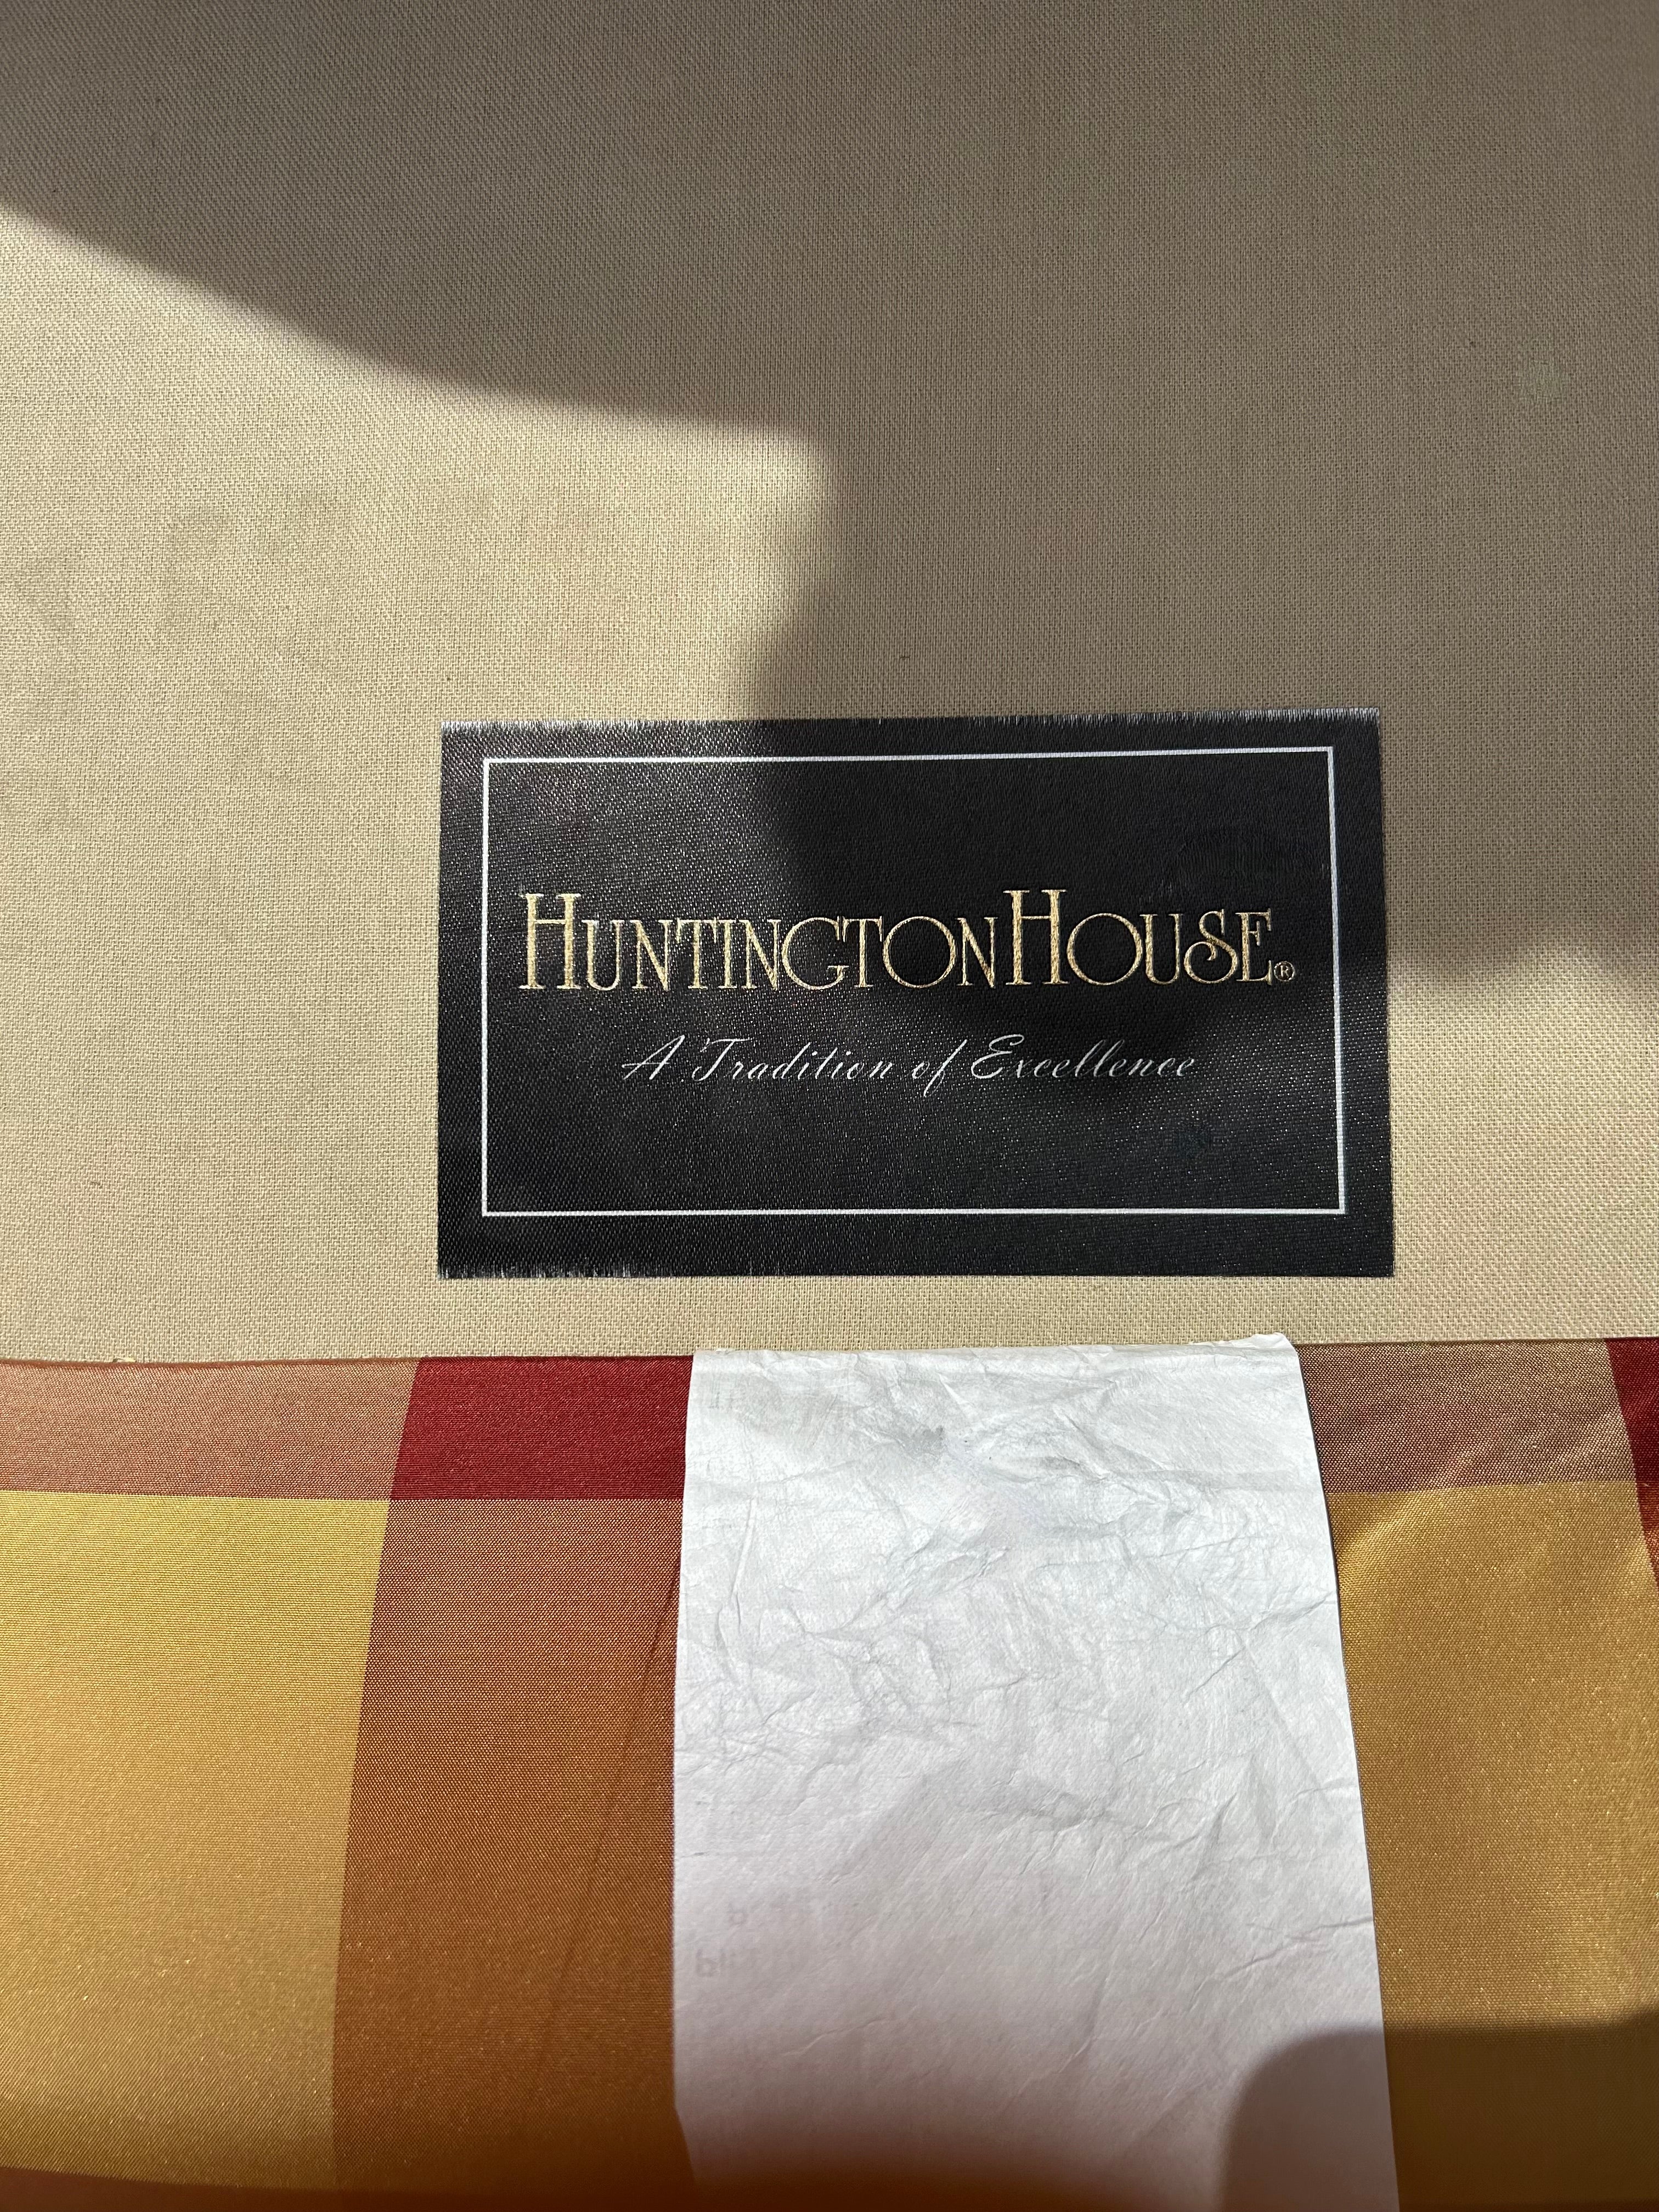 HUNTINGTONHOUSE®
A Tradition of Excellence